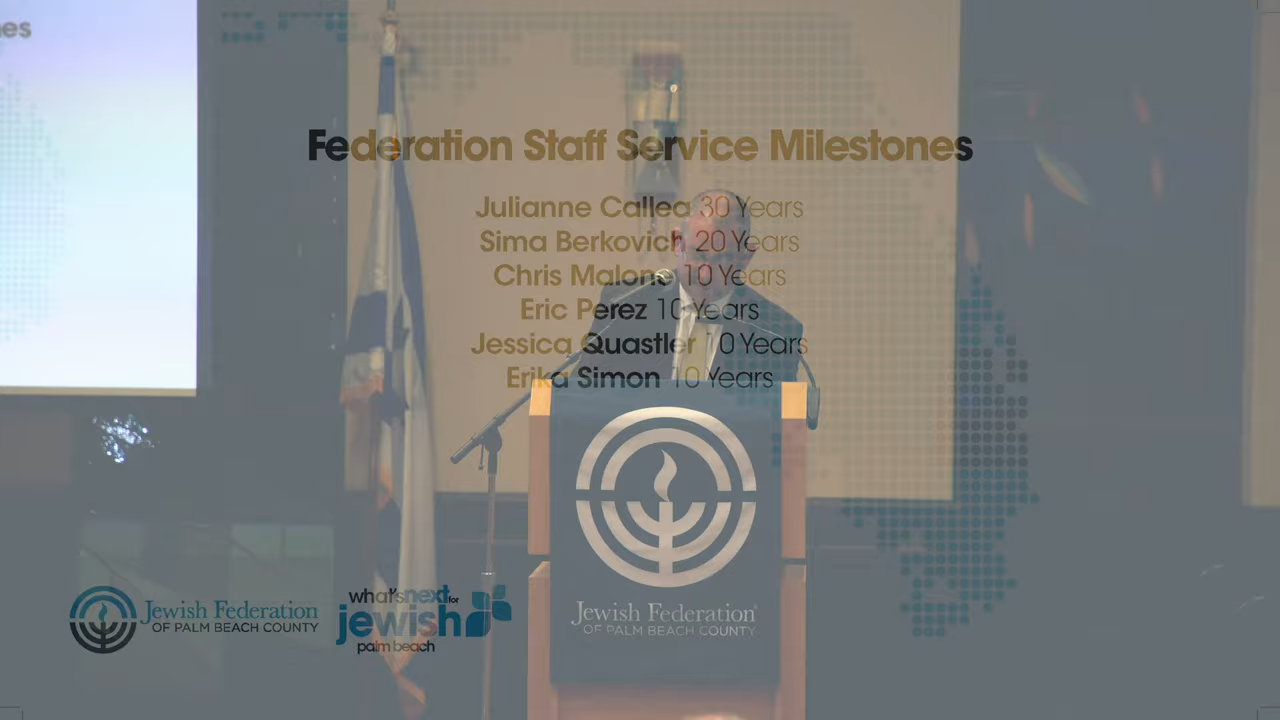 es
Federation Staff Service Milestones
Julianne Callea 30 Years
Sima Berkovich 20 Years
Chris Malone 10 Years
Eric Perez 10 Years
Jessica Quastler 10 Years
Erika Simon 10 Years
Jewish Federation
OF PALM BEACH COUNTY
what's next for
jewish
palm beach
Jewish Federation
OF PALM BEACH COUNTY